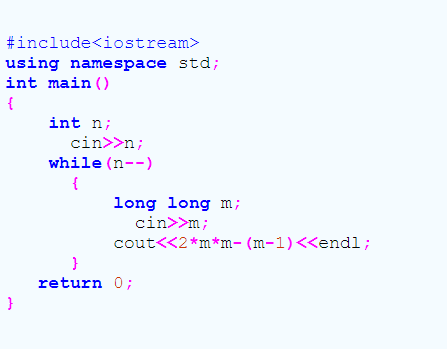 #include<iostream>
using namespace std;
int main()
{
int n;
cin>>n;
while(n--)
{
long long m;
cin>>m;
cout<<2*m*m-(m-1)<<endl;
}
return 0;
}